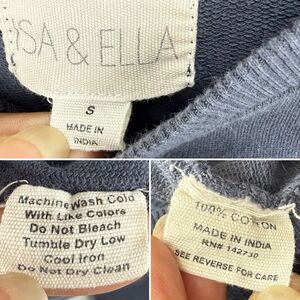 SA & ELLA
S
MADE IN
INDIA
Machine Wash Cold
With Like Colors
Do Not Bleach
Tumble Dry Low
Cool Iron
Do Not Dry Clean
100% COTTON
MADE IN INDIA
RN# 142730
SEE REVERSE FOR CARE